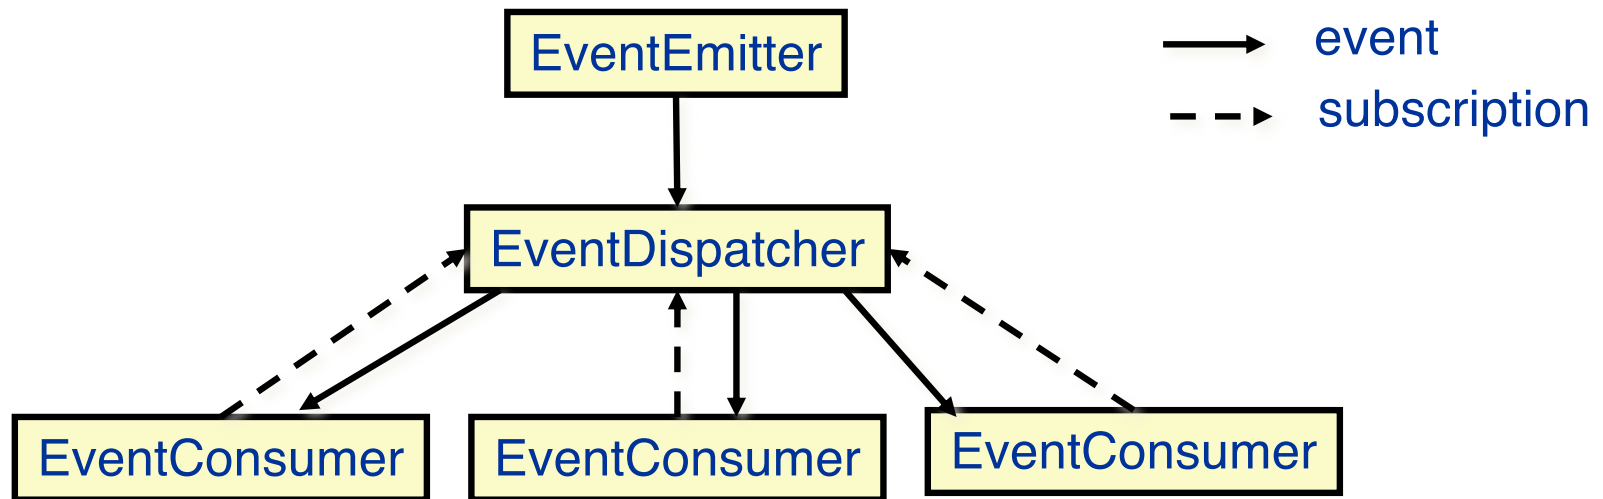 EventEmitter
event
subscription
EventDispatcher
EventConsumer
EventConsumer
EventConsumer